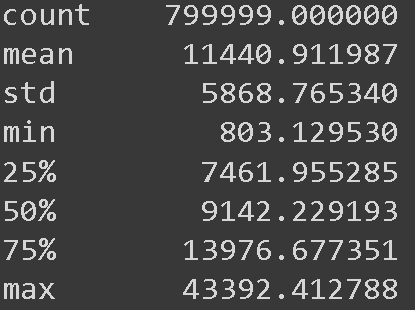 count 799999.000000
mean 11440.911987
std 5868.765340
min 803.129530
25% 7461.955285
50% 9142.229193
75% 13976.677351
max 43392.412788